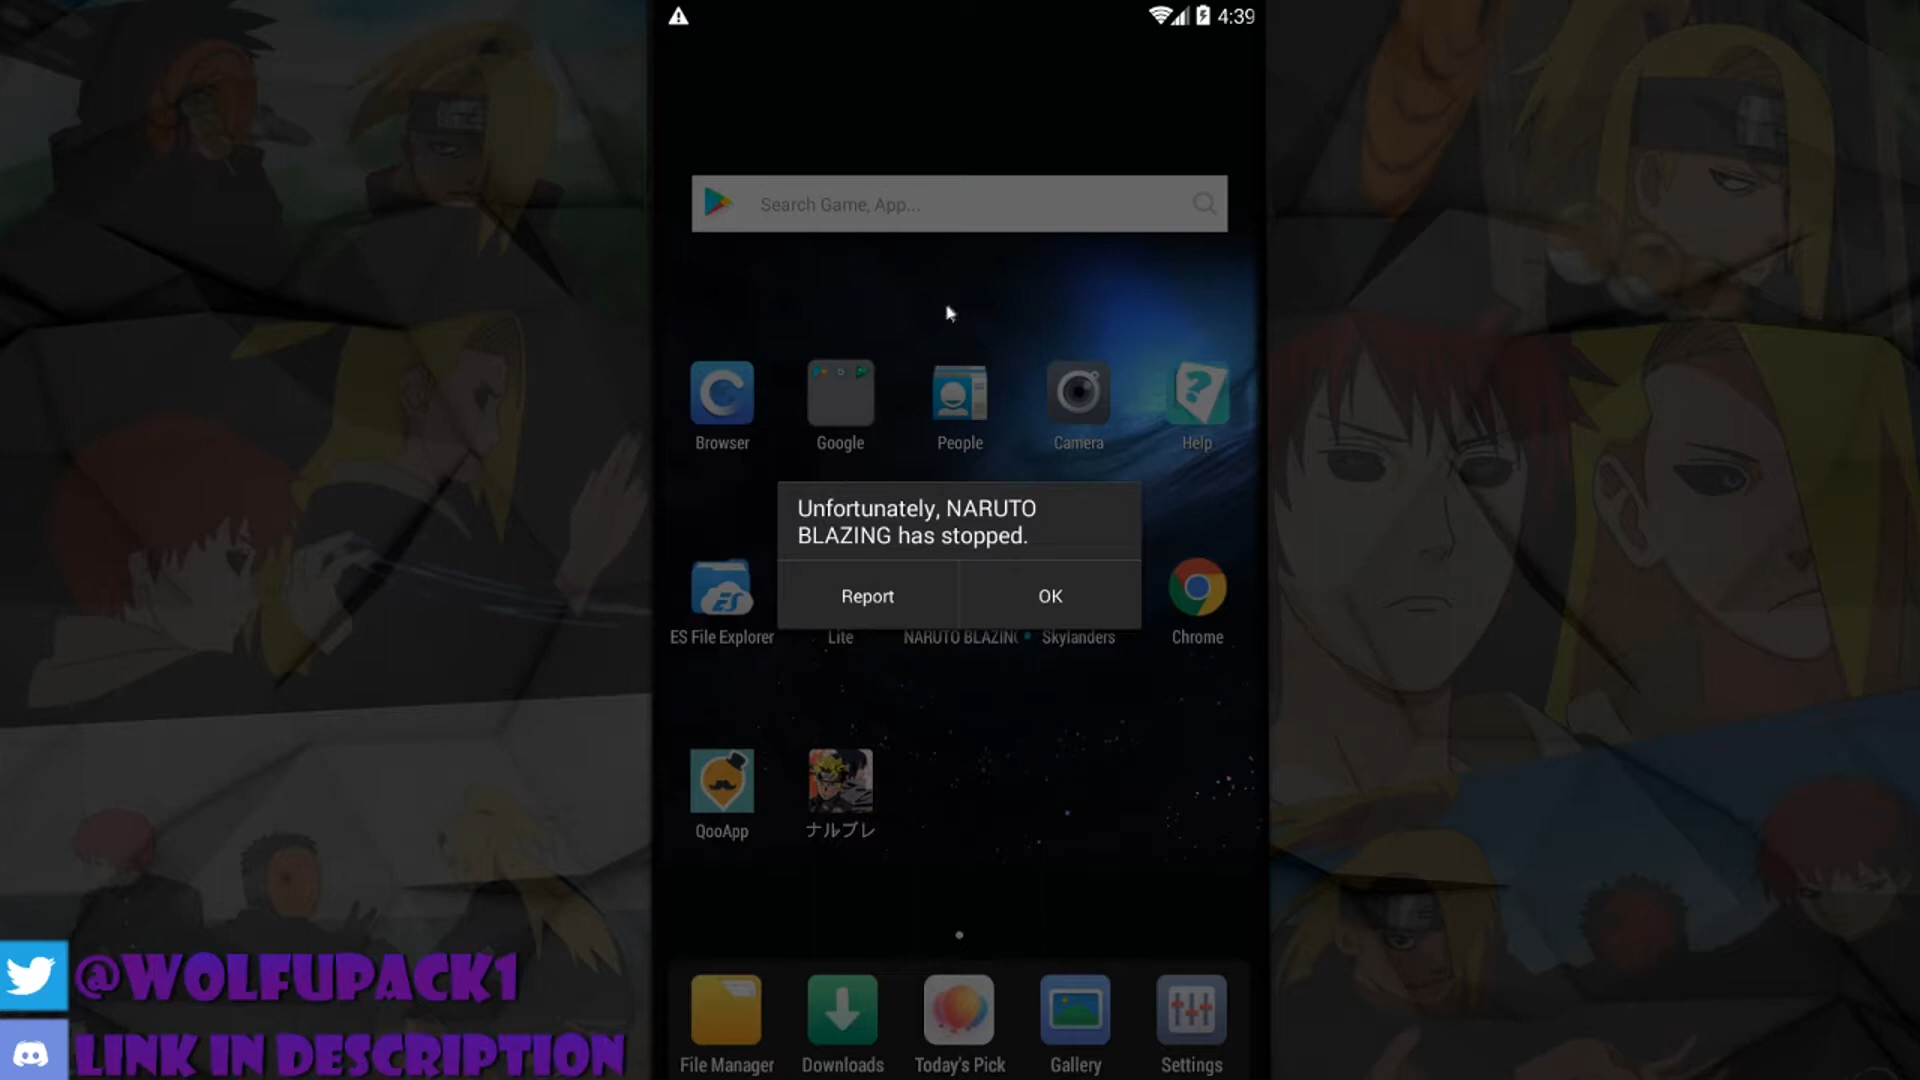 4:39
Search Game, App...
Browser
Google
People
Camera
Help
Unfortunately, NARUTO
BLAZING has stopped.
Report
OK
ES File Explorer
Lite
NARUTO BLAZING
Skylanders
Chrome
QooApp
ナルブレ
File Manager
Downloads
Today's Pick
Gallery
Settings
@WOLFUPACK1
LINK IN DESCRIPTION